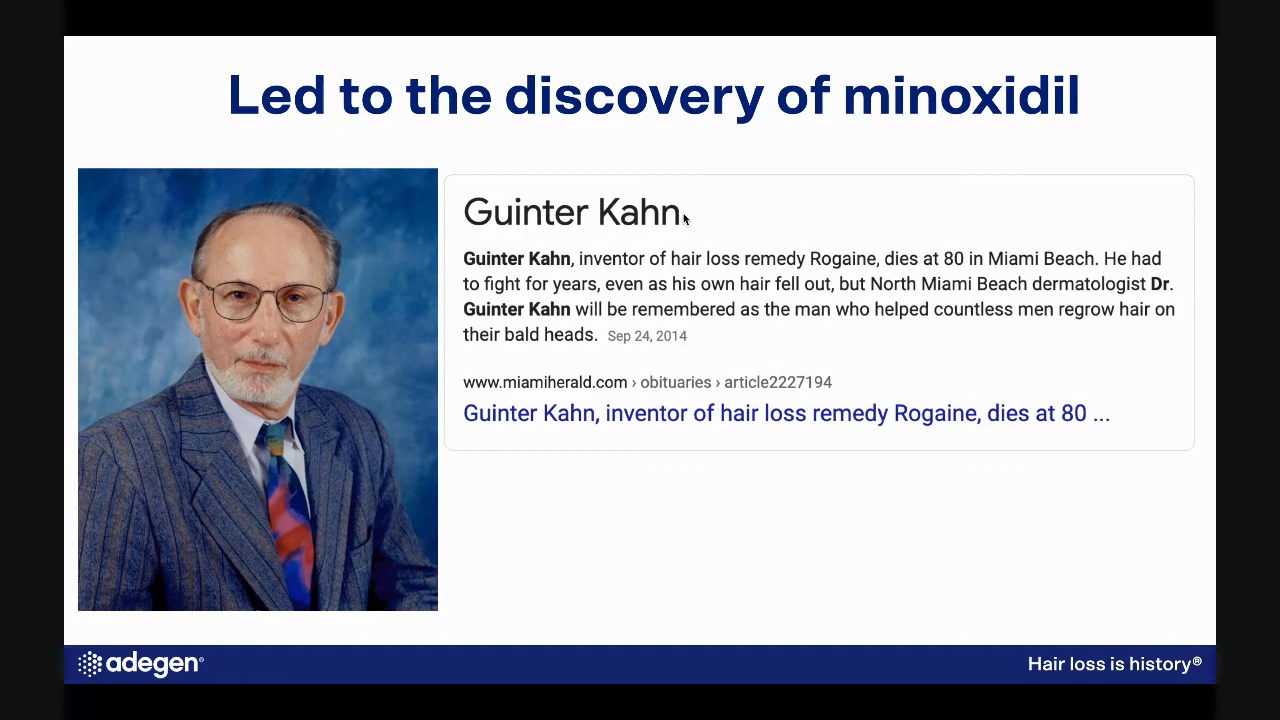 Led to the discovery of minoxidil
Guinter Kahn
Guinter Kahn, inventor of hair loss remedy Rogaine, dies at 80 in Miami Beach. He had
to fight for years, even as his own hair fell out, but North Miami Beach dermatologist Dr.
Guinter Kahn will be remembered as the man who helped countless men regrow hair on
their bald heads. Sep 24, 2014
www.miamiherald.com › obituaries › article2227194
Guinter Kahn, inventor of hair loss remedy Rogaine, dies at 80 ...
adegen®
Hair loss is history®